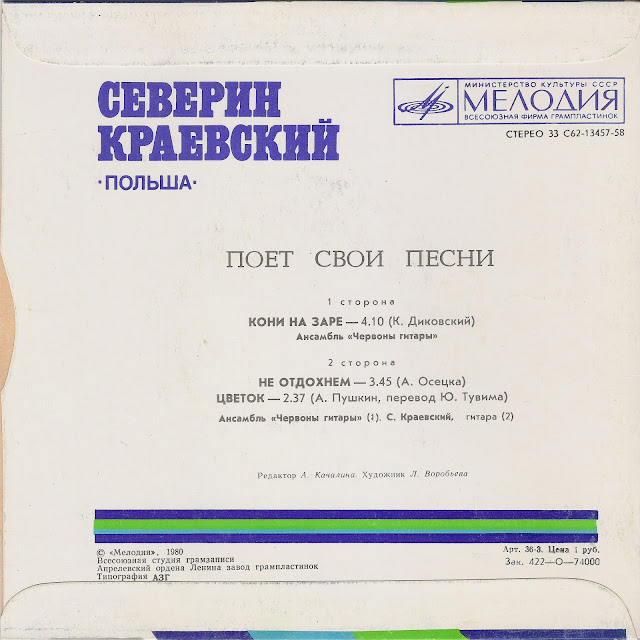 СЕВЕРИН
КРАЕВСКИЙ
·ПОЛЬША·
МИНИСТЕРСТВО КУЛЬТУРЫ СССР
МЕЛОДИЯ
ВСЕСОЮЗНАЯ ФИРМА ГРАМПЛАСТИНОК
СТЕРЕО 33 С62-13457-58
ПОЕТ СВОИ ПЕСНИ
1 сторона
КОНИ НА ЗАРЕ — 4.10 (К. Диковский)
Ансамбль «Червоны гитары»
2 сторона
НЕ ОТДОХНЕМ — 3.45 (А. Осецка)
ЦВЕТОК — 2.37 (А. Пушкин, перевод Ю. Тувима)
Ансамбль «Червоны гитары» (1). С. Краевский, гитара (2)
Редактор А. Качалина. Художник Л. Воробьева
© «Мелодия», 1980
Всесоюзная студия грамзаписи
Апрелевский ордена Ленина завод грампластинок
Типография АЗГ
Арт. 36-3. Цена 1 руб.
Зак. 422—О—74000